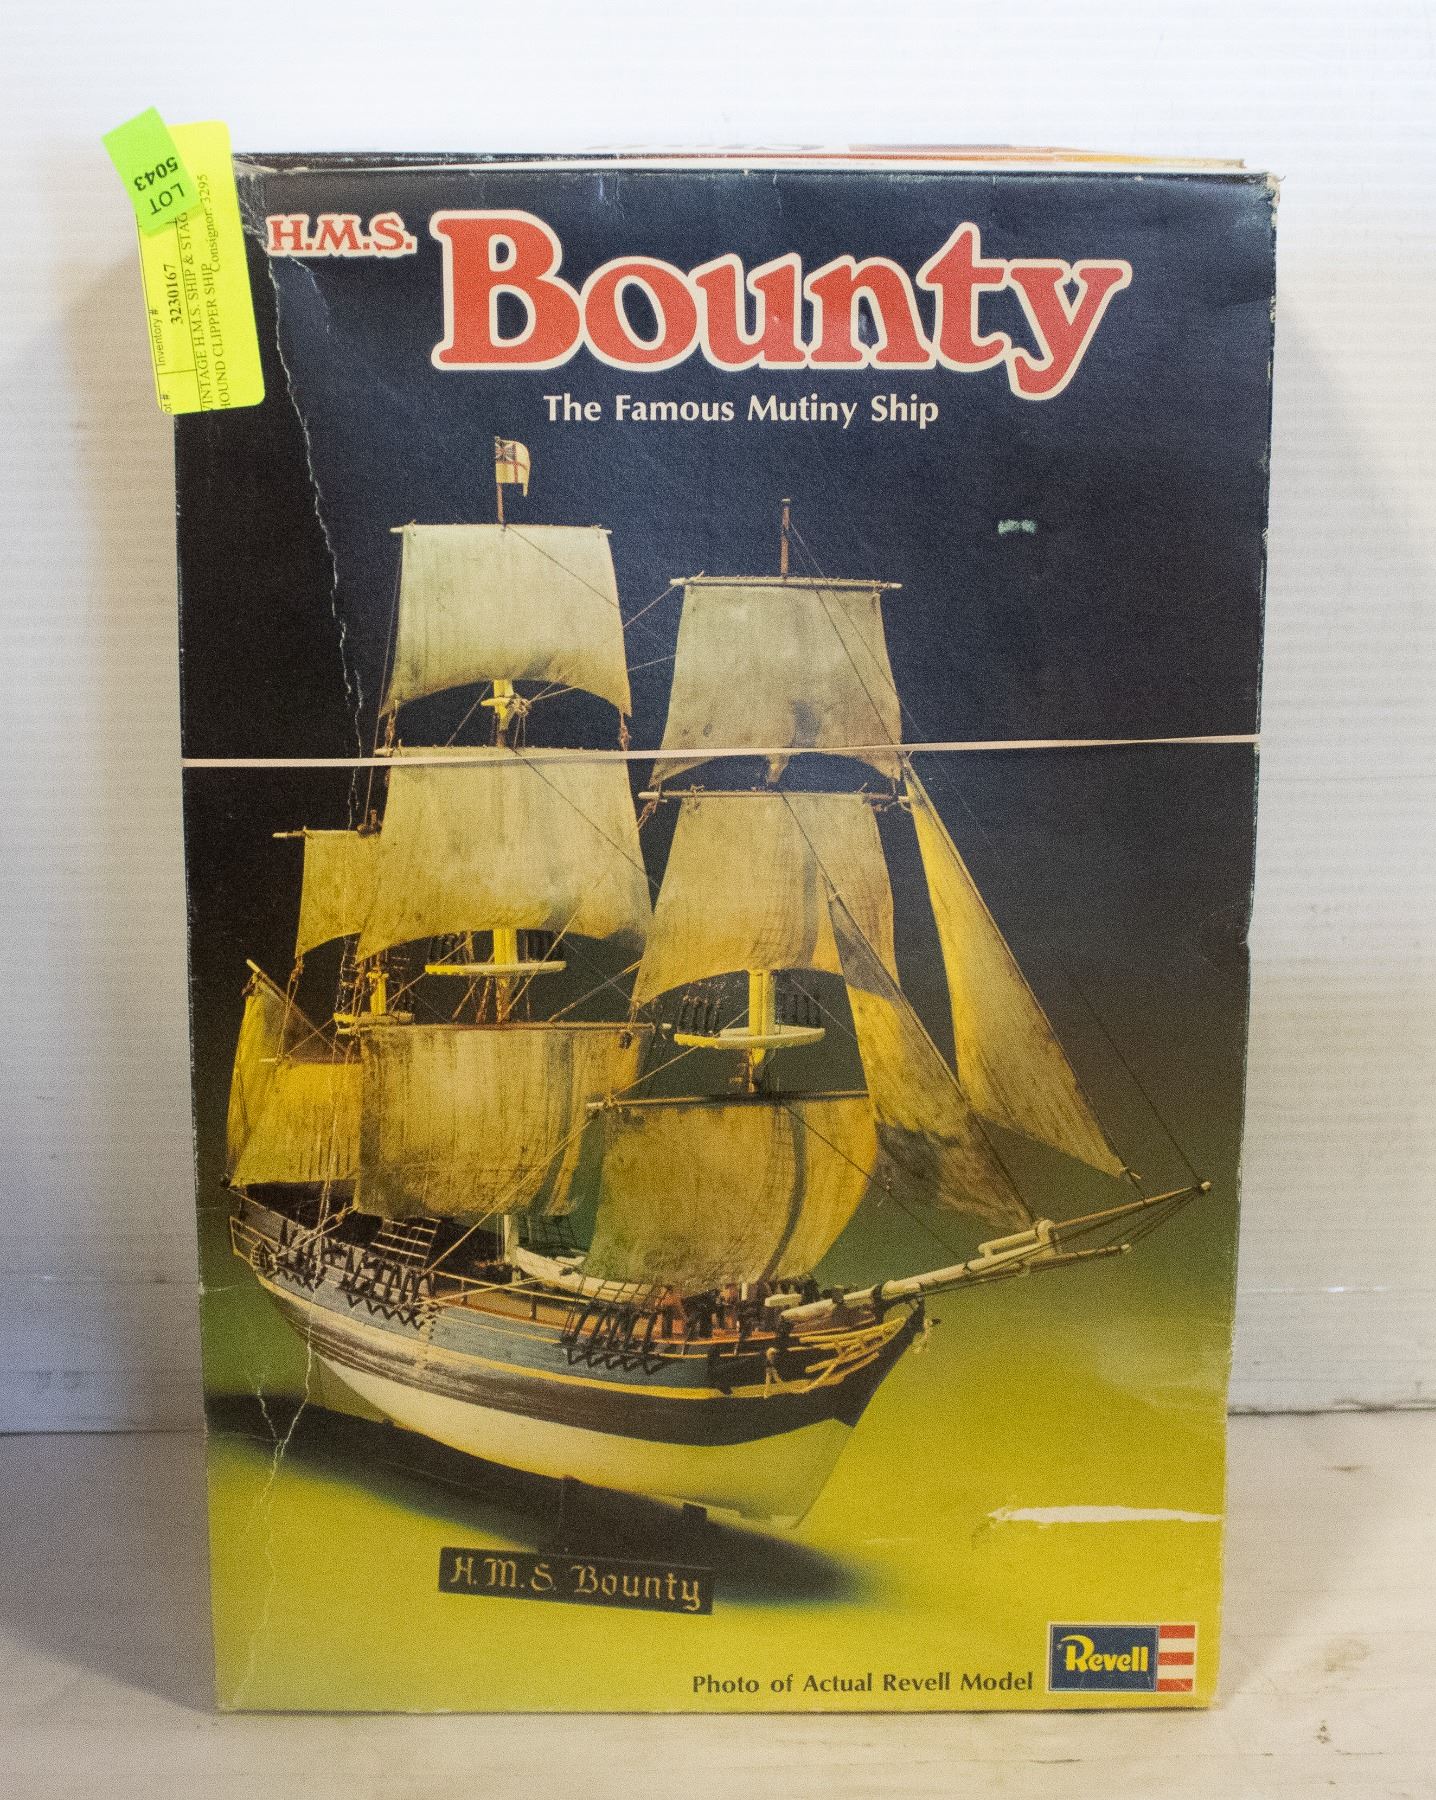 LOT
5043
Inventory #
3230167
VINTAGE H.M.S. SHIP & STAG
HOUND CLIPPER SHIP
Consignor: 3295
H.M.S. Bounty
The Famous Mutiny Ship
H.M.S. Bounty
Photo of Actual Revell Model
Revell